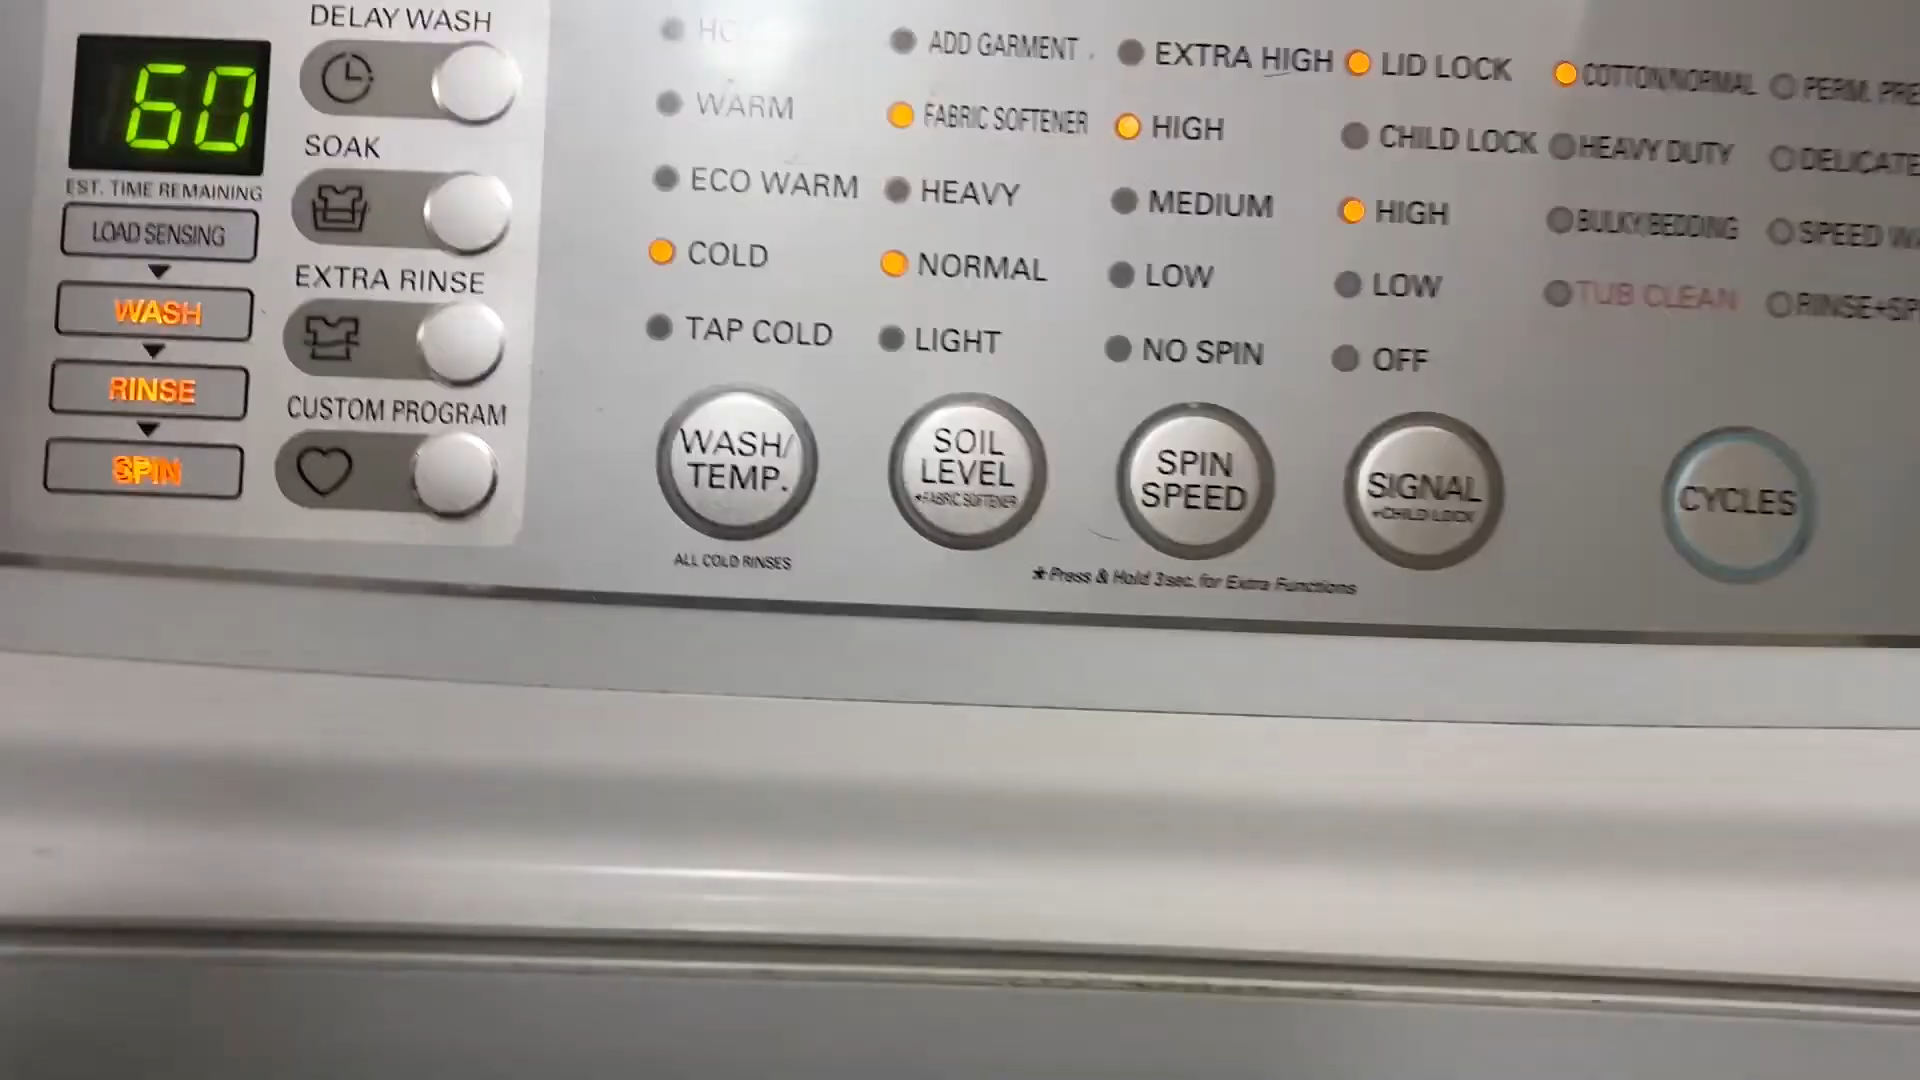 DELAY WASH
60
SOAK
EST. TIME REMAINING
LOAD SENSING
EXTRA RINSE
WASH
RINSE
CUSTOM PROGRAM
SPIN
WARM
ECO WARM
COLD
TAP COLD
WASH/
TEMP.
ALL COLD RINSES
ADD GARMENT
FABRIC SOFTENER
HEAVY
NORMAL
LIGHT
SOIL
LEVEL
*FABRIC SOFTENER
EXTRA HIGH
HIGH
MEDIUM
LOW
NO SPIN
SPIN
SPEED
LID LOCK
CHILD LOCK
HIGH
LOW
OFF
SIGNAL
*CHILD LOCK
*Press & Hold 3sec. for Extra Functions
COTTON/NORMAL
HEAVY DUTY
BULKY/BEDDING
TUB CLEAN
PERM. PRE
DELICATE
SPEED WA
RINSE+SP
CYCLES